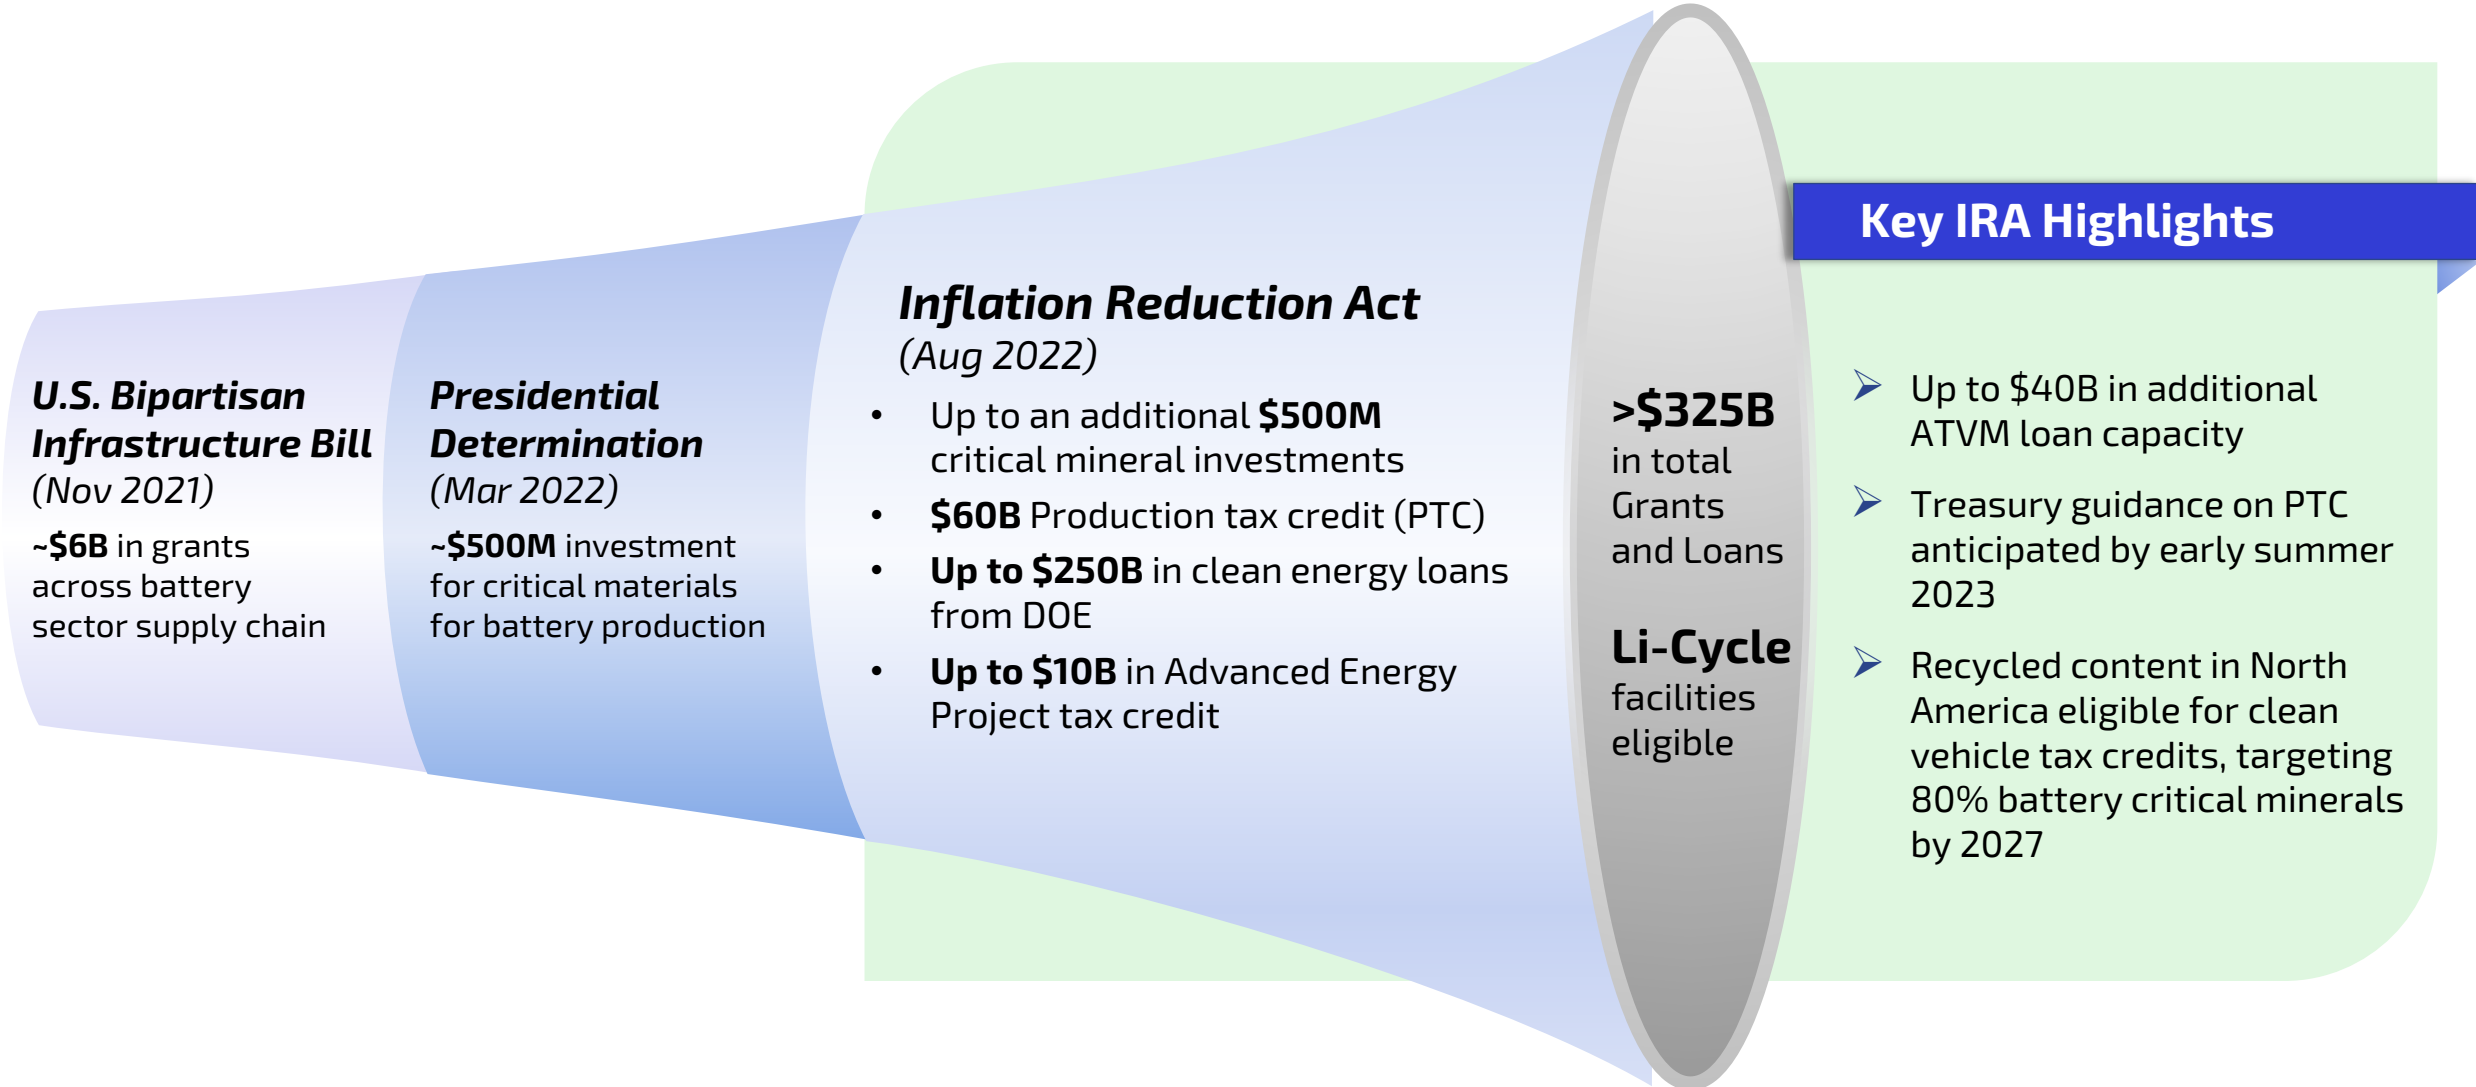 U.S. Bipartisan
Infrastructure Bill
(Nov 2021)
~$6B in grants
across battery
sector supply chain
Presidential
Determination
(Mar 2022)
~$500M investment
for critical materials
for battery production
Inflation Reduction Act
(Aug 2022)
• Up to an additional $500M
critical mineral investments
• $60B Production tax credit (PTC)
• Up to $250B in clean energy loans
from DOE
• Up to $10B in Advanced Energy
Project tax credit
>$325B
in total
Grants
and Loans
Li-Cycle
facilities
eligible
Key IRA Highlights
Up to $40B in additional
ATVM loan capacity
Treasury guidance on PTC
anticipated by early summer
2023
Recycled content in North
America eligible for clean
vehicle tax credits, targeting
80% battery critical minerals
by 2027